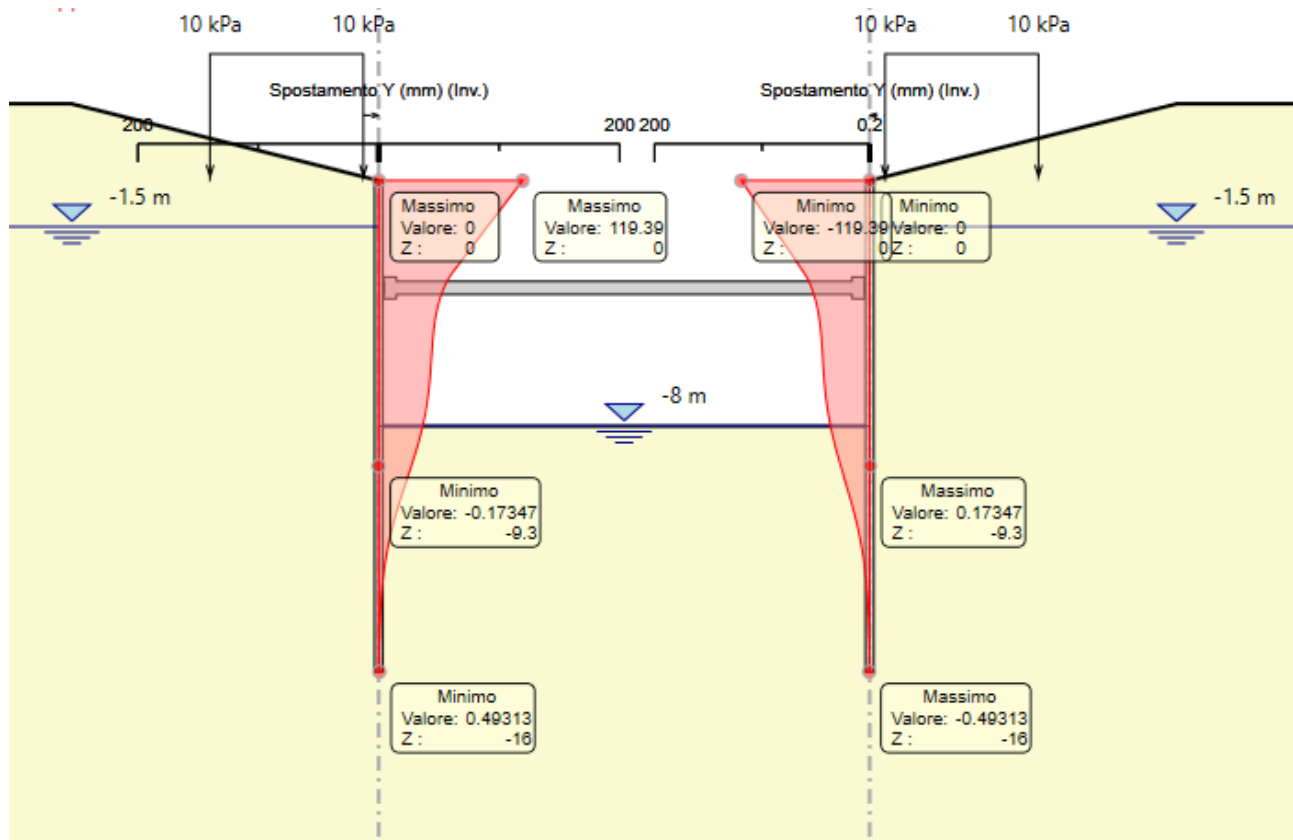 10 kPa
10 kPa
10 kPa
10 kPa
Spostamento Y (mm) (Inv.)
Spostamento Y (mm) (Inv.)
200
200
200
0.2
-1.5 m
-1.5 m
Massimo
Valore: 0
Z : 0
Massimo
Valore: 119.39
Z : 0
Minimo
Valore: -119.39
Z : 0
Minimo
Valore: 0
Z : 0
-8 m
Minimo
Valore: -0.17347
Z : -9.3
Massimo
Valore: 0.17347
Z : -9.3
Minimo
Valore: 0.49313
Z : -16
Massimo
Valore: -0.49313
Z : -16